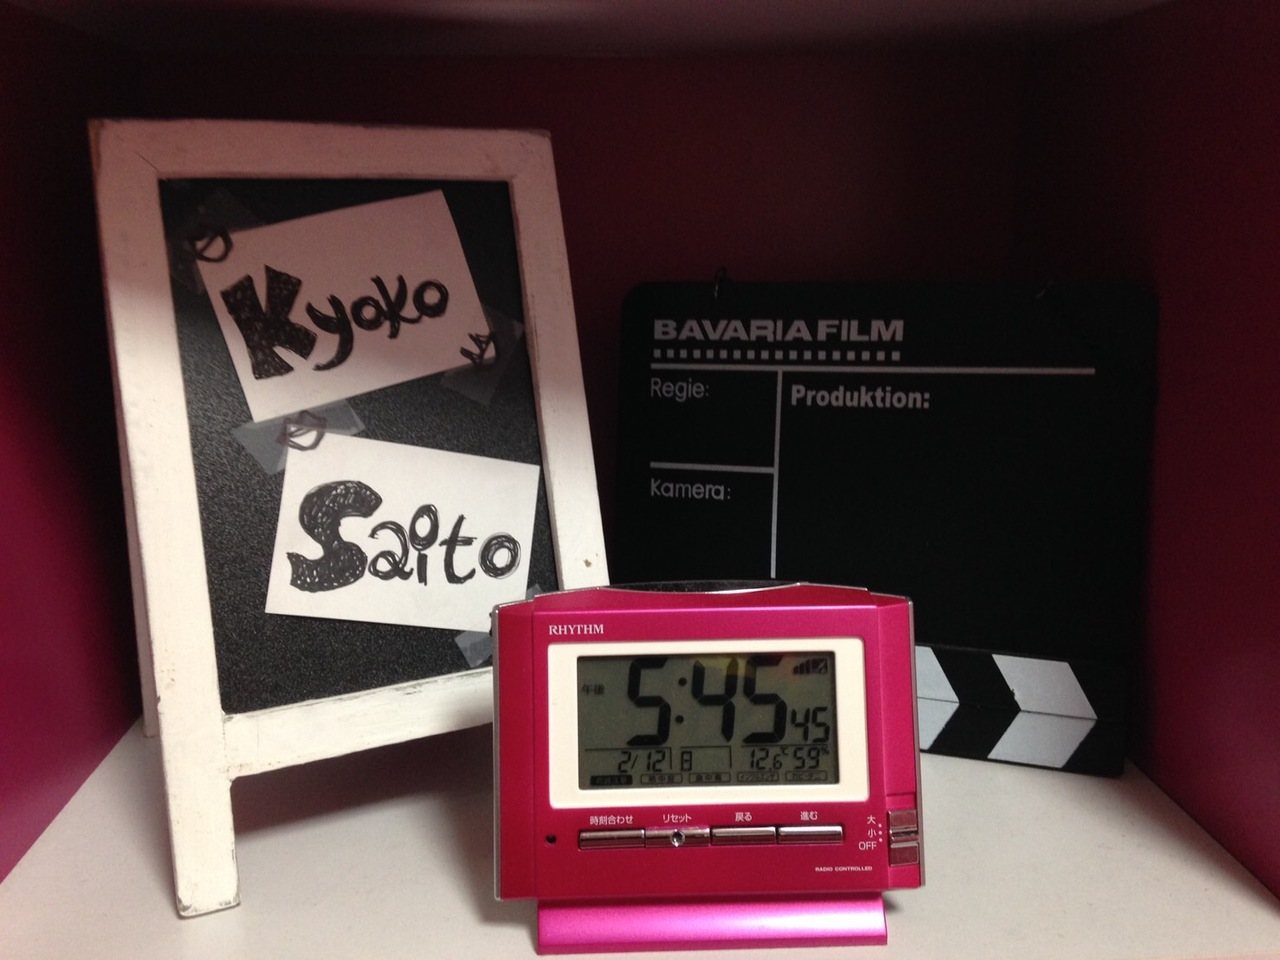 Kyoko
Saito
BAVARIA FILM
Regie:
Produktion:
Kamera:
RHYTHM
午後 5:45 45
2/12 日 12.6℃ 59%
時刻合わせ リセット 戻る 進む
大
小
OFF
RADIO CONTROLLED